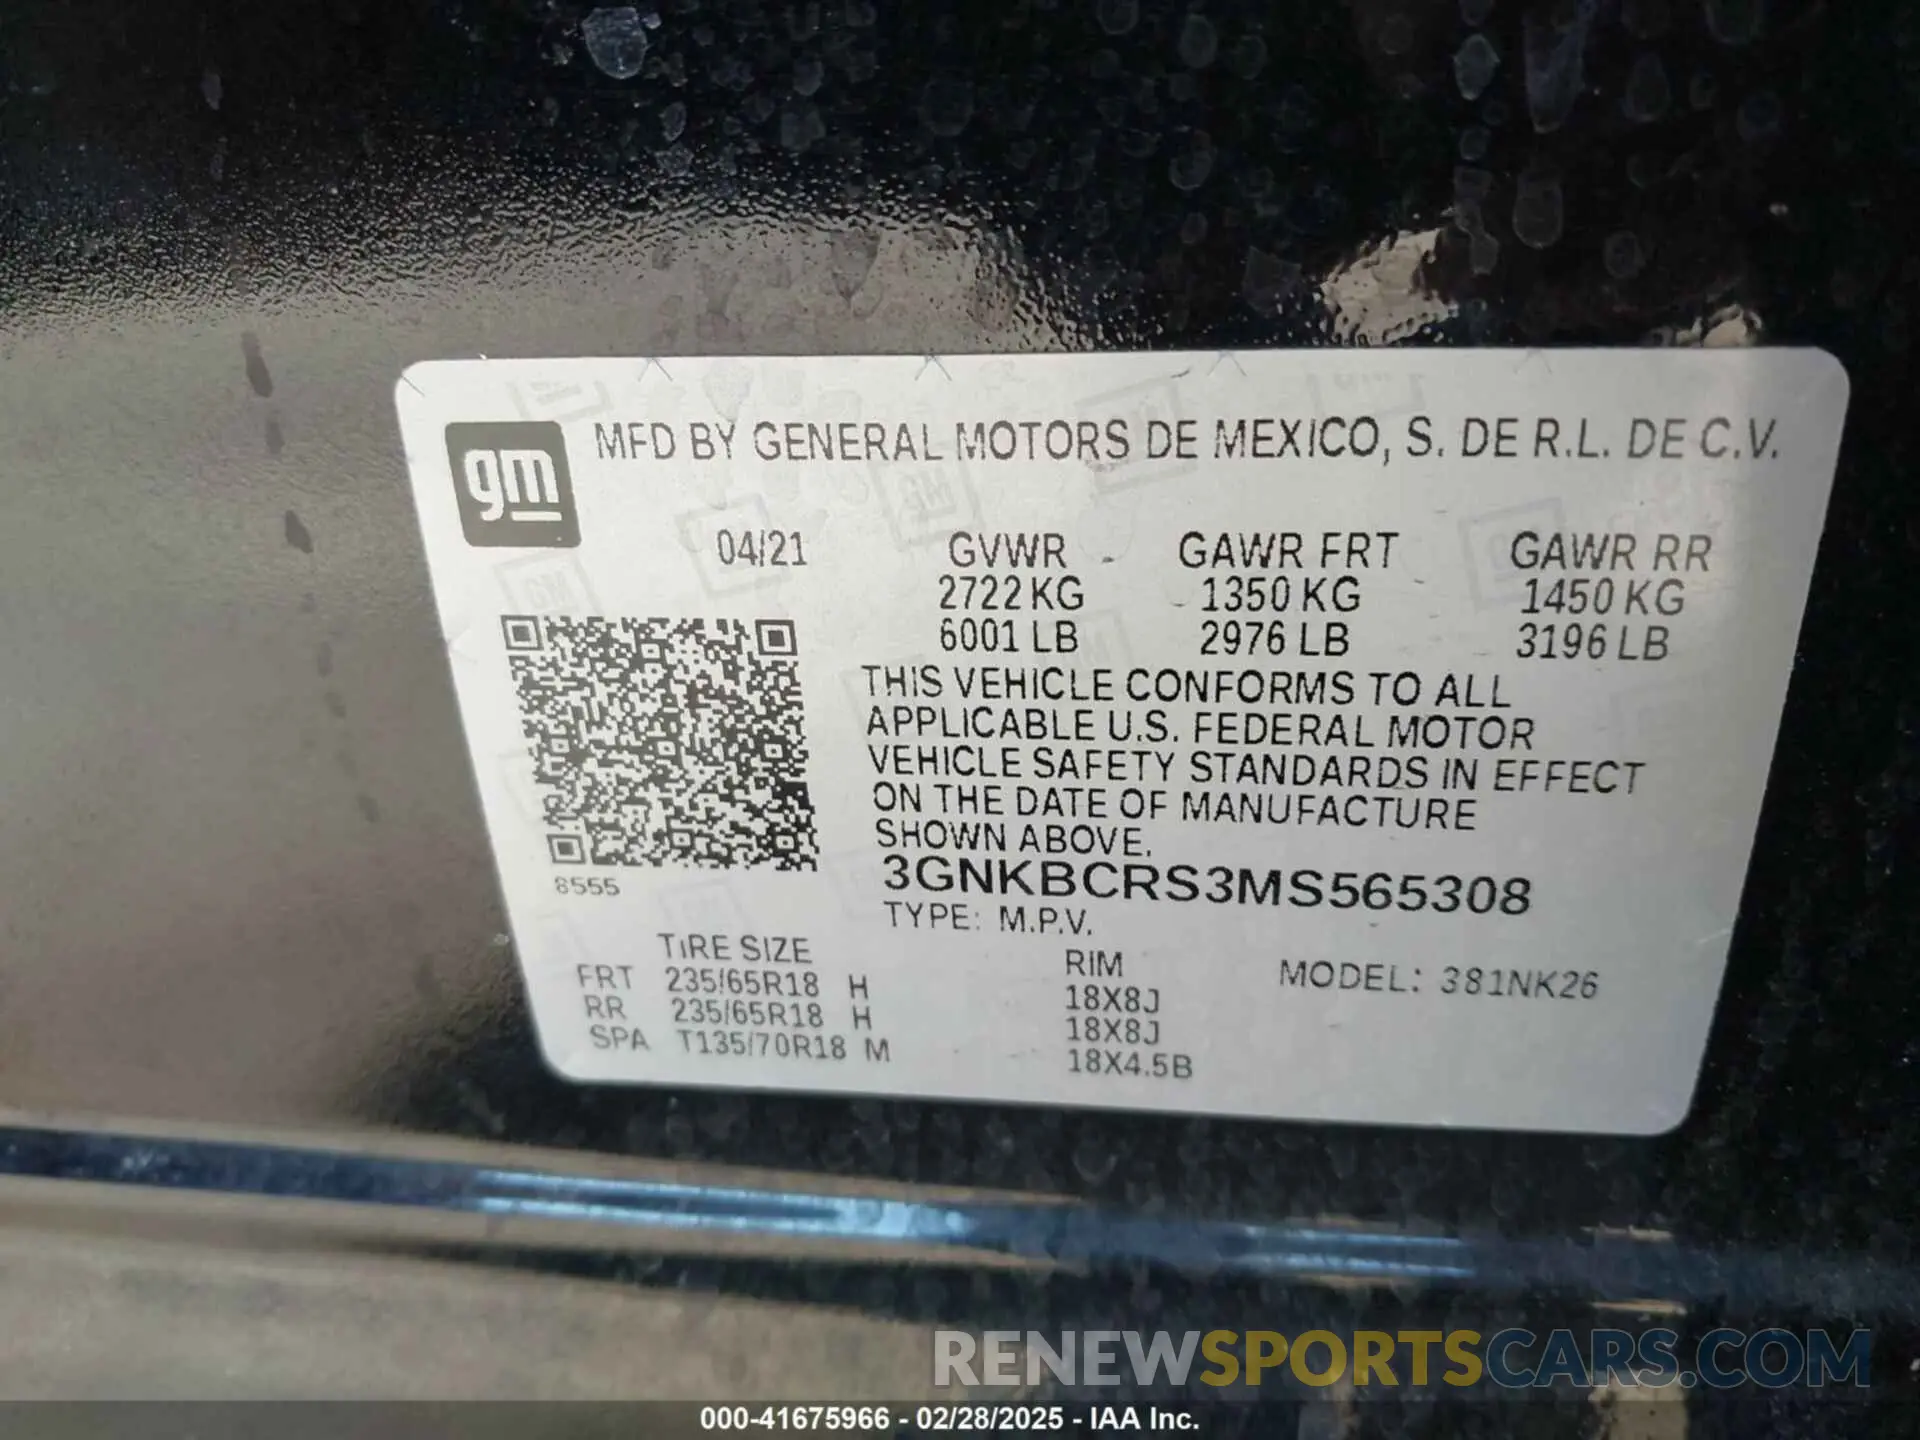 gm
MFD BY GENERAL MOTORS DE MEXICO, S. DE R.L. DE C.V.
04/21 GVWR GAWR FRT GAWR RR
2722 KG 1350 KG 1450 KG
6001 LB 2976 LB 3196 LB
THIS VEHICLE CONFORMS TO ALL
APPLICABLE U.S. FEDERAL MOTOR
VEHICLE SAFETY STANDARDS IN EFFECT
ON THE DATE OF MANUFACTURE
SHOWN ABOVE.
8555
3GNKBCRS3MS565308
TYPE: M.P.V.
TIRE SIZE RIM MODEL: 381NK26
FRT 235/65R18 H 18X8J
RR 235/65R18 H 18X8J
SPA T135/70R18 M 18X4.5B
RENEWSPORTSCARS.COM
000-41675966 - 02/28/2025 - IAA Inc.